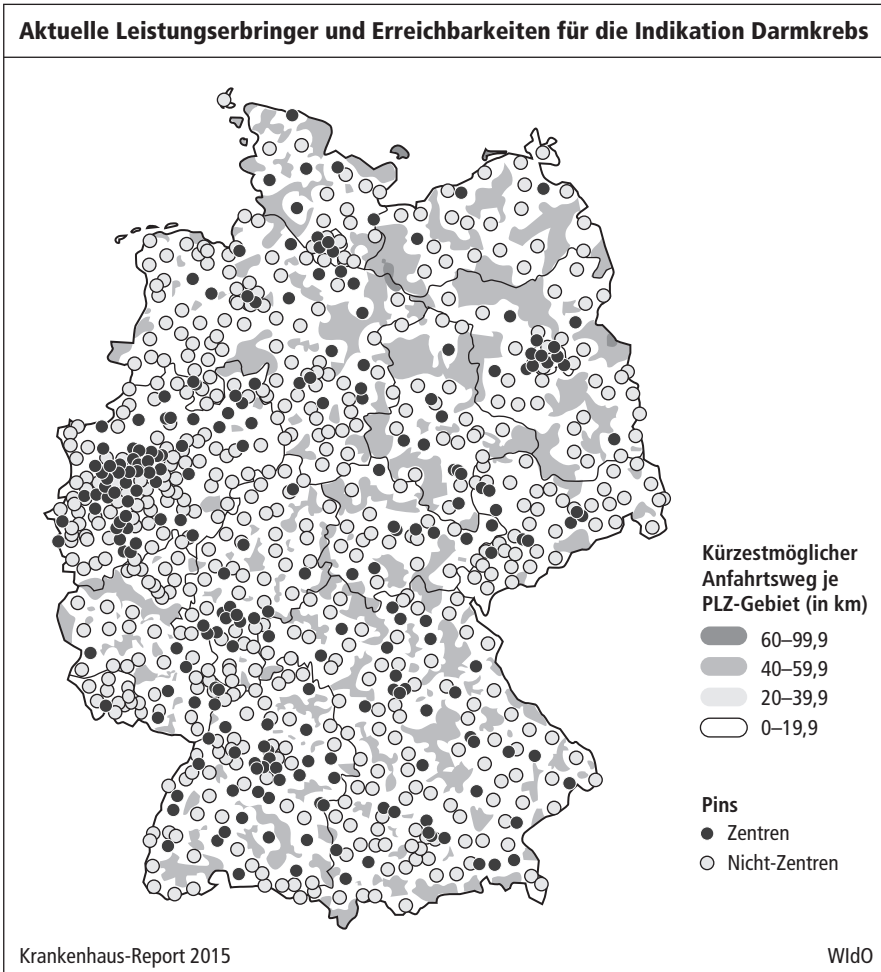 Aktuelle Leistungserbringer und Erreichbarkeiten für die Indikation Darmkrebs
Kürzestmöglicher
Anfahrtsweg je
PLZ-Gebiet (in km)
60–99,9
40–59,9
20–39,9
0–19,9
Pins
Zentren
Nicht-Zentren
Krankenhaus-Report 2015
WIdO